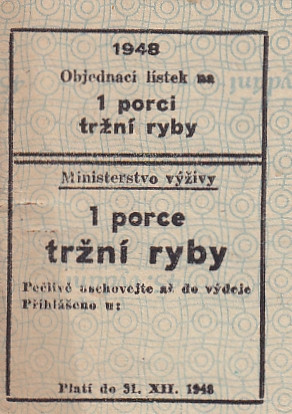 1948
Objednací lístek na
1 porci
tržní ryby
Ministerstvo výživy
1 porce
tržní ryby
Pečlivě uschovejte až do výdeje
Přihlášeno u:
Platí do 31. XII. 1948